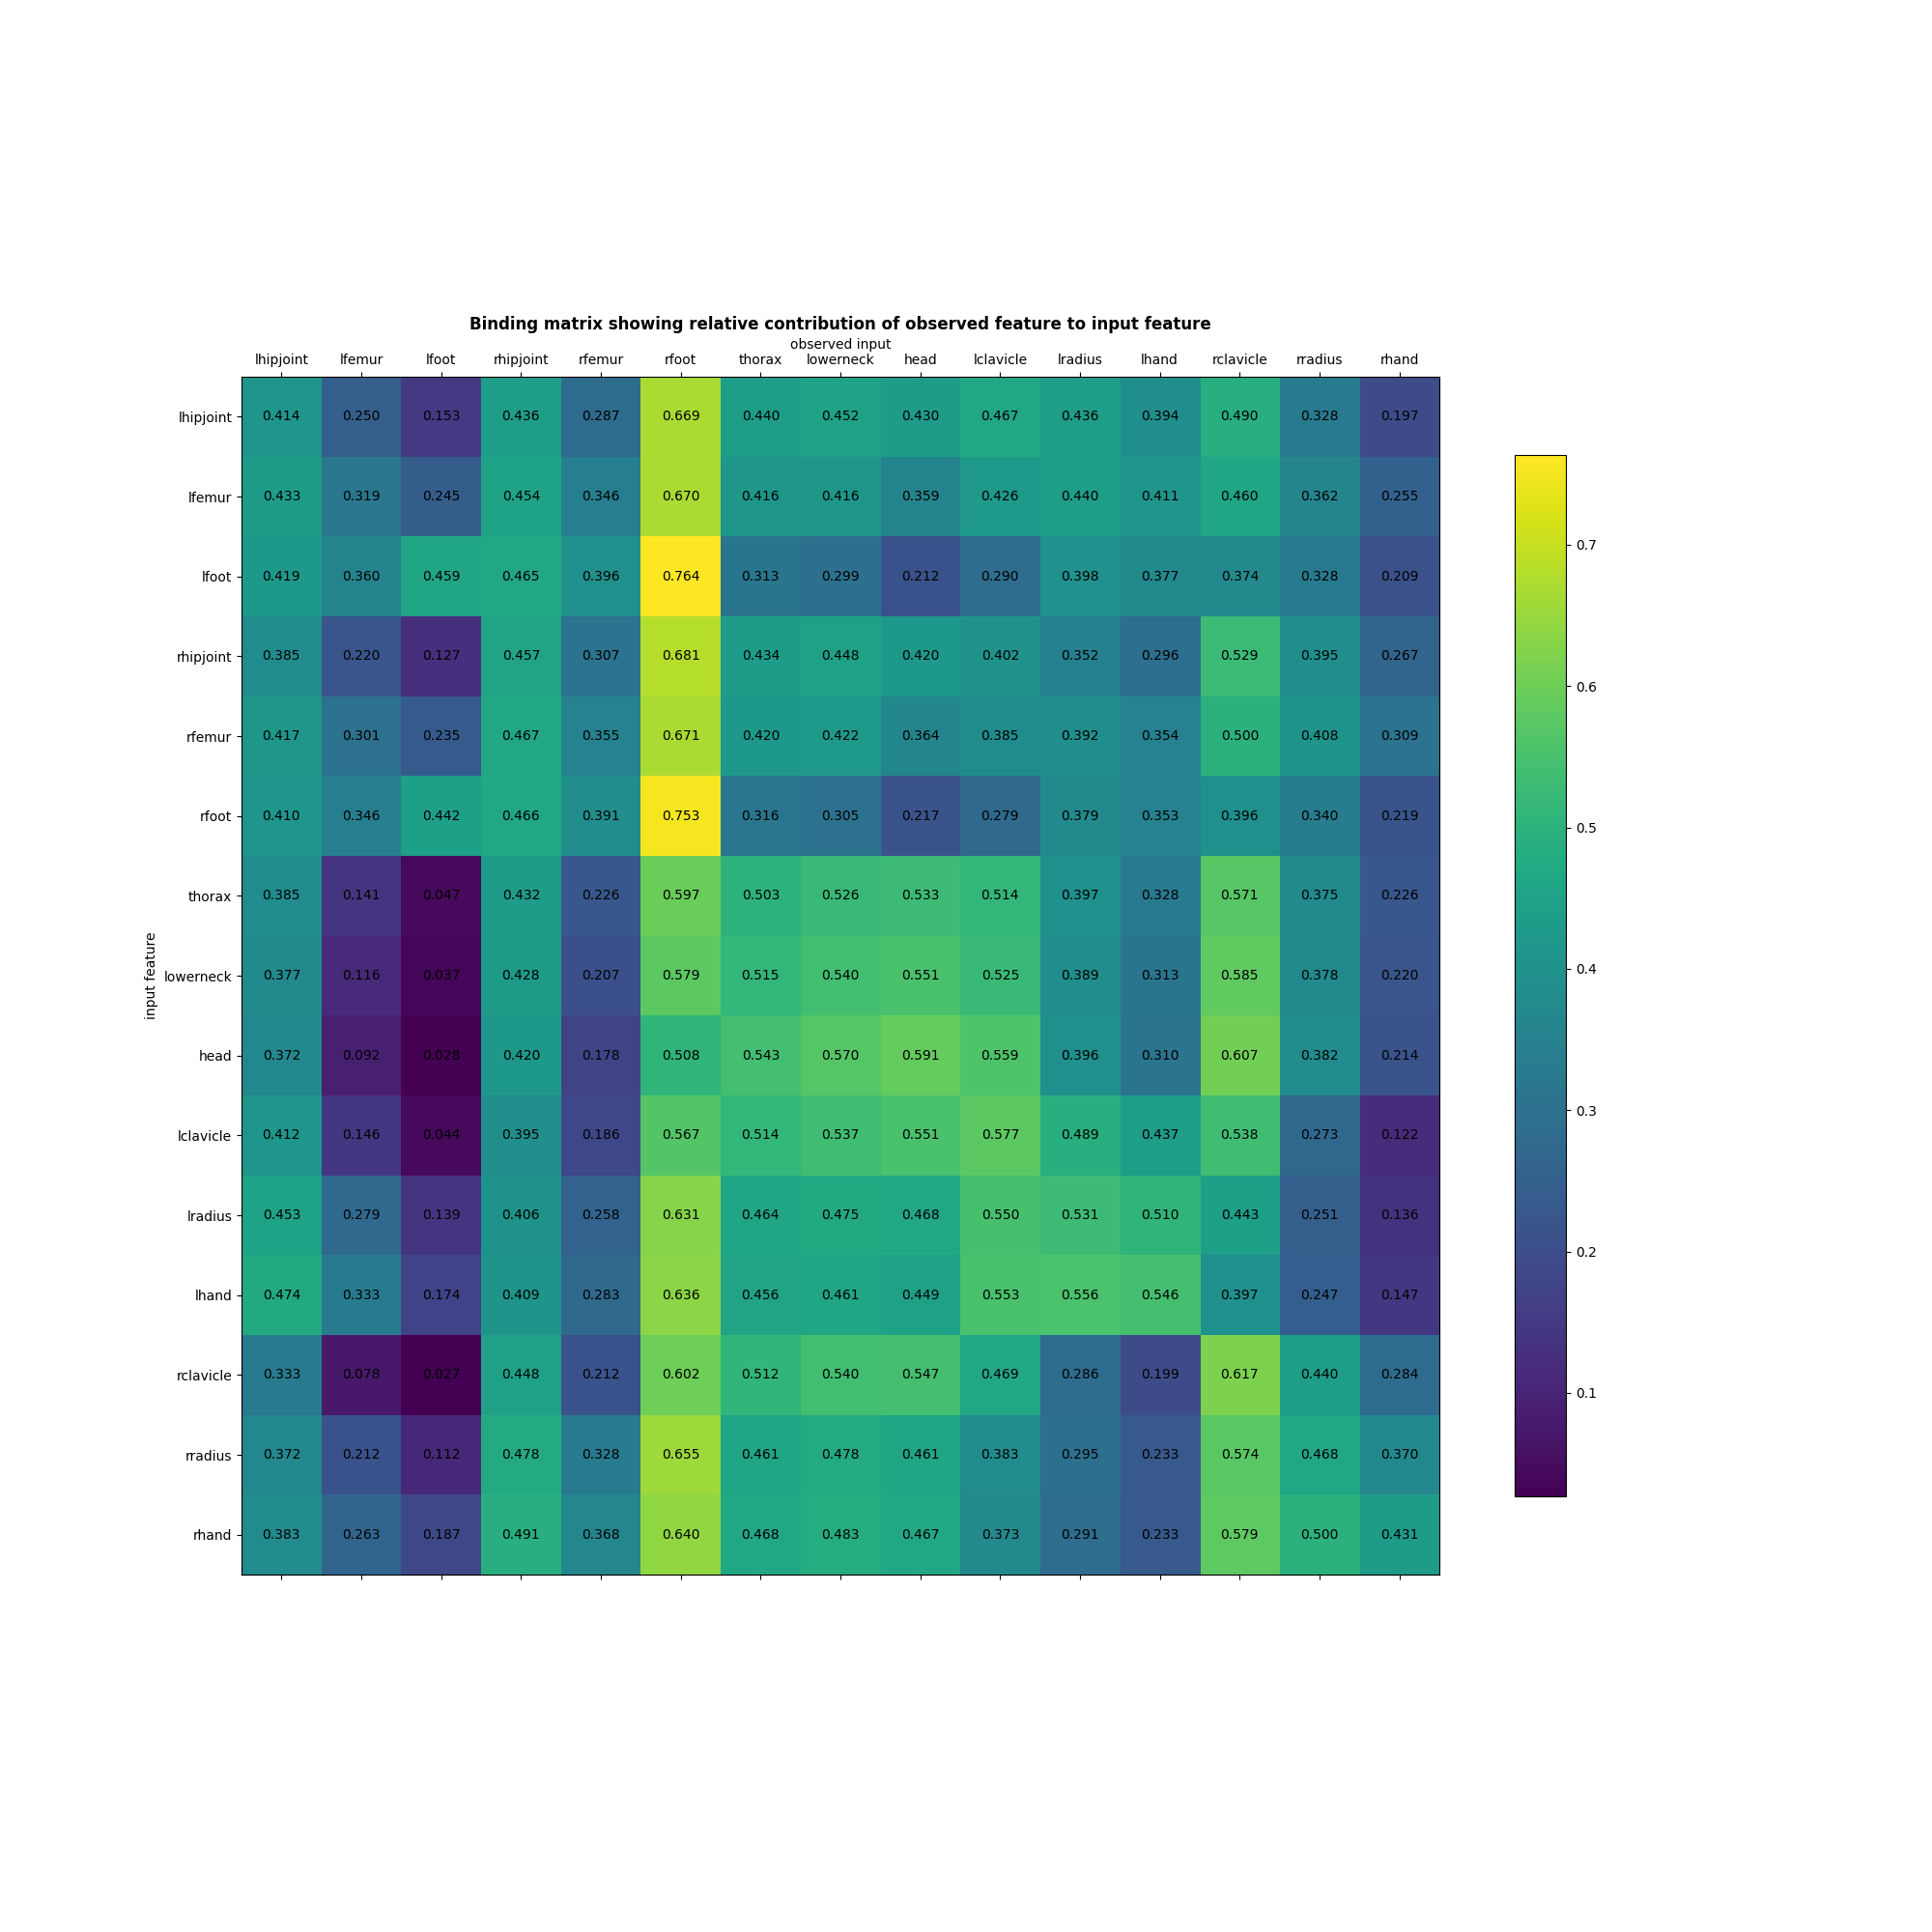 Binding matrix showing relative contribution of observed feature to input feature
observed input
lhipjoint lfemur lfoot rhipjoint rfemur rfoot thorax lowerneck head lclavicle lradius lhand rclavicle rradius rhand
lhipjoint 0.414 0.250 0.153 0.436 0.287 0.669 0.440 0.452 0.430 0.467 0.436 0.394 0.490 0.328 0.197
lfemur 0.433 0.319 0.245 0.454 0.346 0.670 0.416 0.416 0.359 0.426 0.440 0.411 0.460 0.362 0.255
0.7
lfoot 0.419 0.360 0.459 0.465 0.396 0.764 0.313 0.299 0.212 0.290 0.398 0.377 0.374 0.328 0.209
rhipjoint 0.385 0.220 0.127 0.457 0.307 0.681 0.434 0.448 0.420 0.402 0.352 0.296 0.529 0.395 0.267
0.6
rfemur 0.417 0.301 0.235 0.467 0.355 0.671 0.420 0.422 0.364 0.385 0.392 0.354 0.500 0.408 0.309
rfoot 0.410 0.346 0.442 0.466 0.391 0.753 0.316 0.305 0.217 0.279 0.379 0.353 0.396 0.340 0.219
0.5
thorax 0.385 0.141 0.047 0.432 0.226 0.597 0.503 0.526 0.533 0.514 0.397 0.328 0.571 0.375 0.226
input feature
lowerneck 0.377 0.116 0.037 0.428 0.207 0.579 0.515 0.540 0.551 0.525 0.389 0.313 0.585 0.378 0.220
0.4
head 0.372 0.092 0.028 0.420 0.178 0.508 0.543 0.570 0.591 0.559 0.396 0.310 0.607 0.382 0.214
0.3
lclavicle 0.412 0.146 0.044 0.395 0.186 0.567 0.514 0.537 0.551 0.577 0.489 0.437 0.538 0.273 0.122
lradius 0.453 0.279 0.139 0.406 0.258 0.631 0.464 0.475 0.468 0.550 0.531 0.510 0.443 0.251 0.136
0.2
lhand 0.474 0.333 0.174 0.409 0.283 0.636 0.456 0.461 0.449 0.553 0.556 0.546 0.397 0.247 0.147
rclavicle 0.333 0.078 0.027 0.448 0.212 0.602 0.512 0.540 0.547 0.469 0.286 0.199 0.617 0.440 0.284
0.1
rradius 0.372 0.212 0.112 0.478 0.328 0.655 0.461 0.478 0.461 0.383 0.295 0.233 0.574 0.468 0.370
rhand 0.383 0.263 0.187 0.491 0.368 0.640 0.468 0.483 0.467 0.373 0.291 0.233 0.579 0.500 0.431